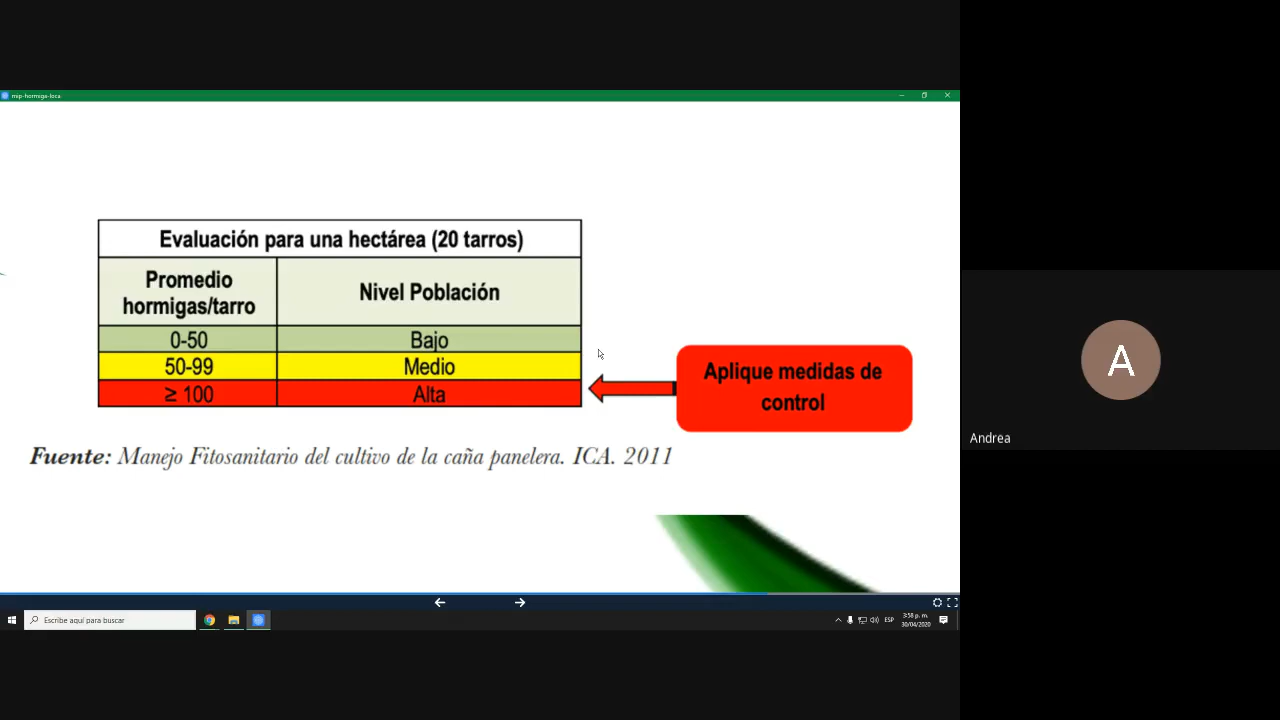 mip-hormiga-loca
Evaluación para una hectárea (20 tarros)
Promedio
hormigas/tarro
Nivel Población
0-50 Bajo
50-99 Medio
≥ 100 Alta
Aplique medidas de
control
Fuente: Manejo Fitosanitario del cultivo de la caña panelera. ICA. 2011
A
Andrea
Escribe aquí para buscar
ESP
3:58 p. m.
30/04/2020